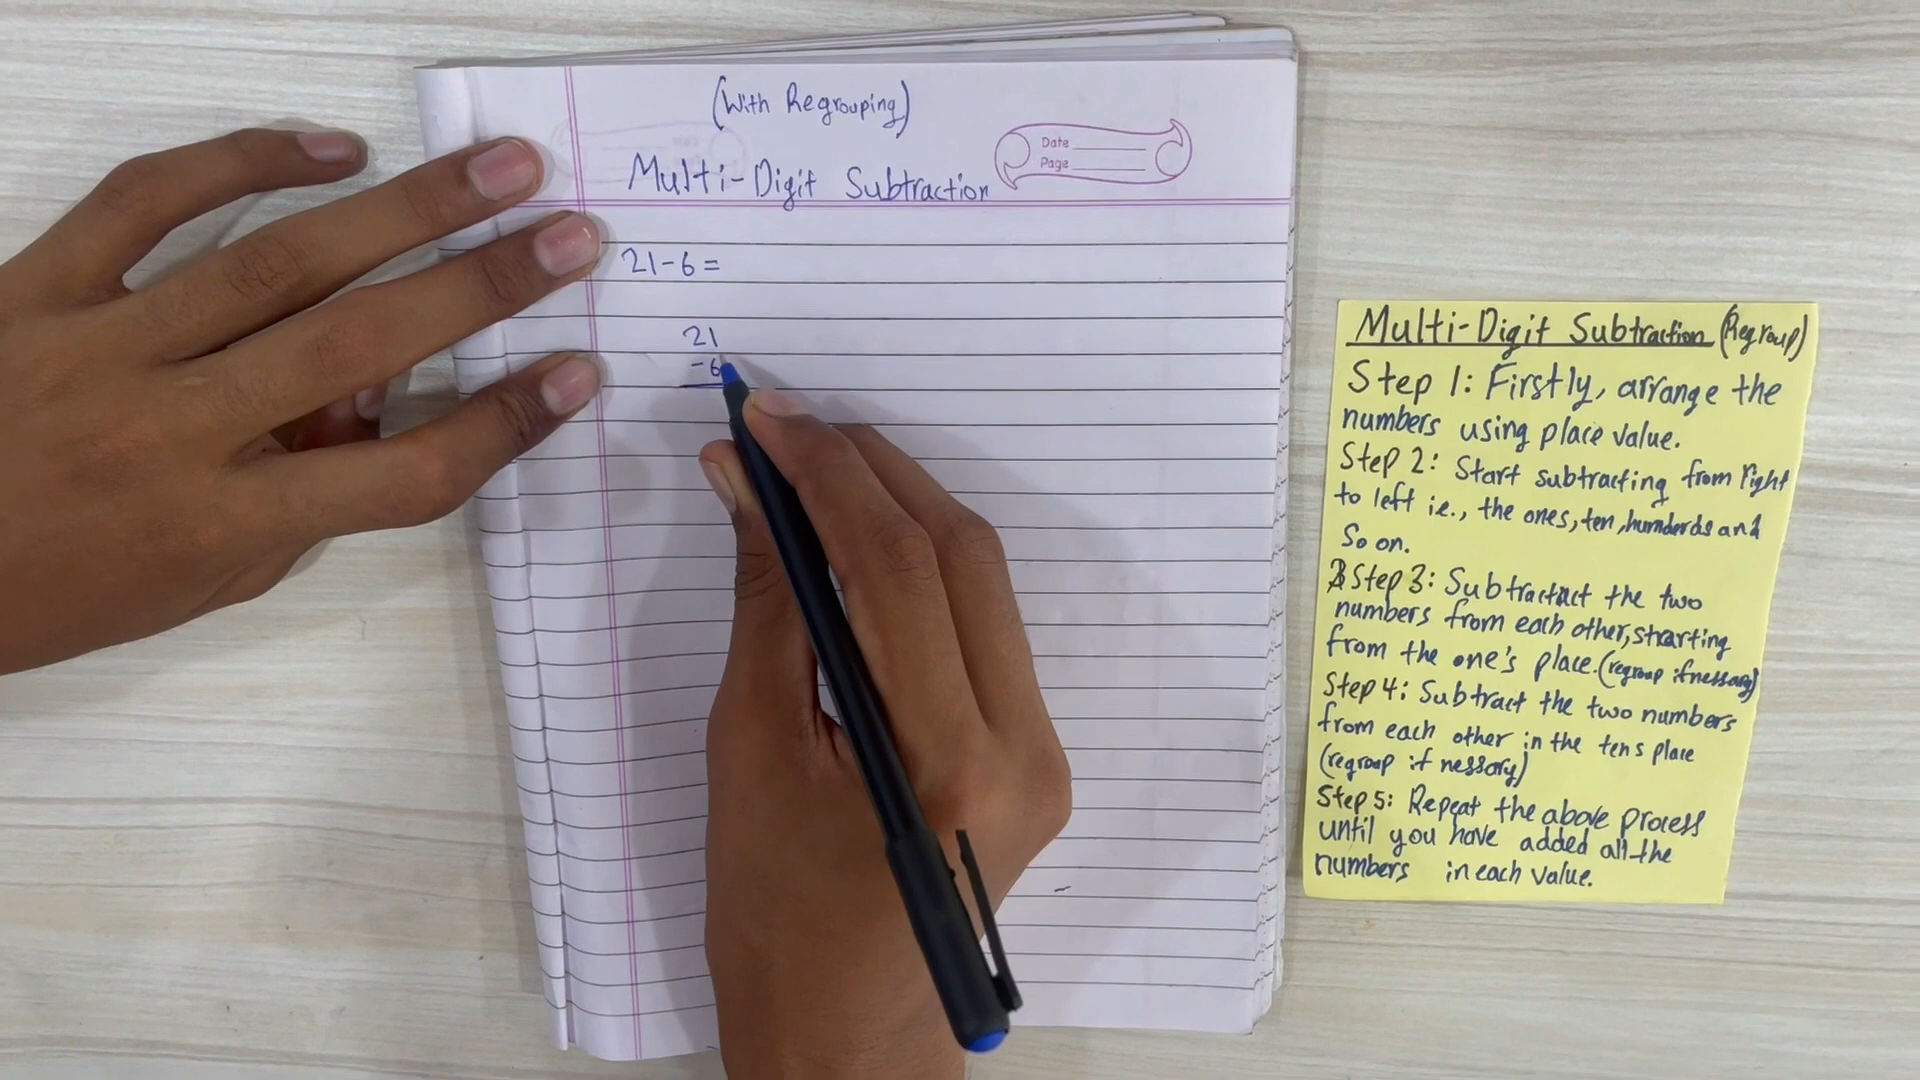 (With Regrouping)
Date
Page
Multi-Digit Subtraction
21-6=
21
-6
Multi-Digit Subtraction (Regroup)
Step 1: Firstly, arrange the
numbers using place value.
Step 2: Start subtracting from right
to left i.e., the ones, ten, hunderds and
So on.
Step 3: Subtractuct the two
numbers from each other, strarting
from the one's place. (regroup if nessary)
Step 4: Subtract the two numbers
from each other in the tens place
(regroup if nessory)
Step 5: Repeat the above process
until you have added all the
numbers in each value.